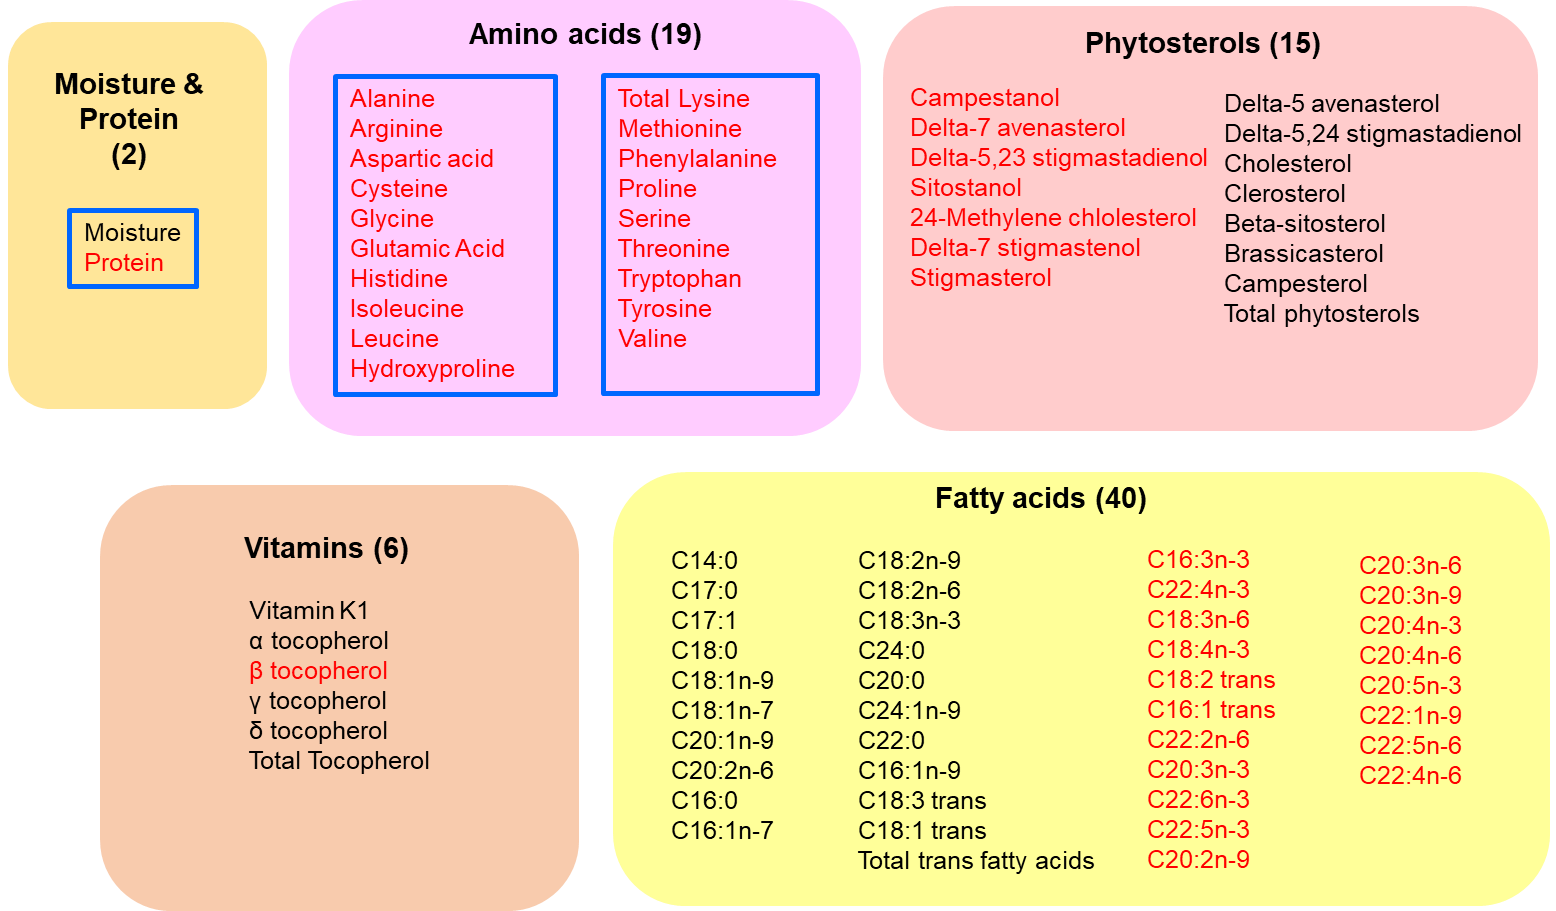 Moisture &
Protein
(2)
Moisture
Protein
Amino acids (19)
Alanine
Arginine
Aspartic acid
Cysteine
Glycine
Glutamic Acid
Histidine
Isoleucine
Leucine
Hydroxyproline
Total Lysine
Methionine
Phenylalanine
Proline
Serine
Threonine
Tryptophan
Tyrosine
Valine
Phytosterols (15)
Campestanol
Delta-7 avenasterol
Delta-5,23 stigmastadienol
Sitostanol
24-Methylene chlolesterol
Delta-7 stigmastenol
Stigmasterol
Delta-5 avenasterol
Delta-5,24 stigmastadienol
Cholesterol
Clerosterol
Beta-sitosterol
Brassicasterol
Campesterol
Total phytosterols
Vitamins (6)
Vitamin K1
α tocopherol
β tocopherol
γ tocopherol
δ tocopherol
Total Tocopherol
Fatty acids (40)
C14:0
C17:0
C17:1
C18:0
C18:1n-9
C18:1n-7
C20:1n-9
C20:2n-6
C16:0
C16:1n-7
C18:2n-9
C18:2n-6
C18:3n-3
C24:0
C20:0
C24:1n-9
C22:0
C16:1n-9
C18:3 trans
C18:1 trans
Total trans fatty acids
C16:3n-3
C22:4n-3
C18:3n-6
C18:4n-3
C18:2 trans
C16:1 trans
C22:2n-6
C20:3n-3
C22:6n-3
C22:5n-3
C20:2n-9
C20:3n-6
C20:3n-9
C20:4n-3
C20:4n-6
C20:5n-3
C22:1n-9
C22:5n-6
C22:4n-6